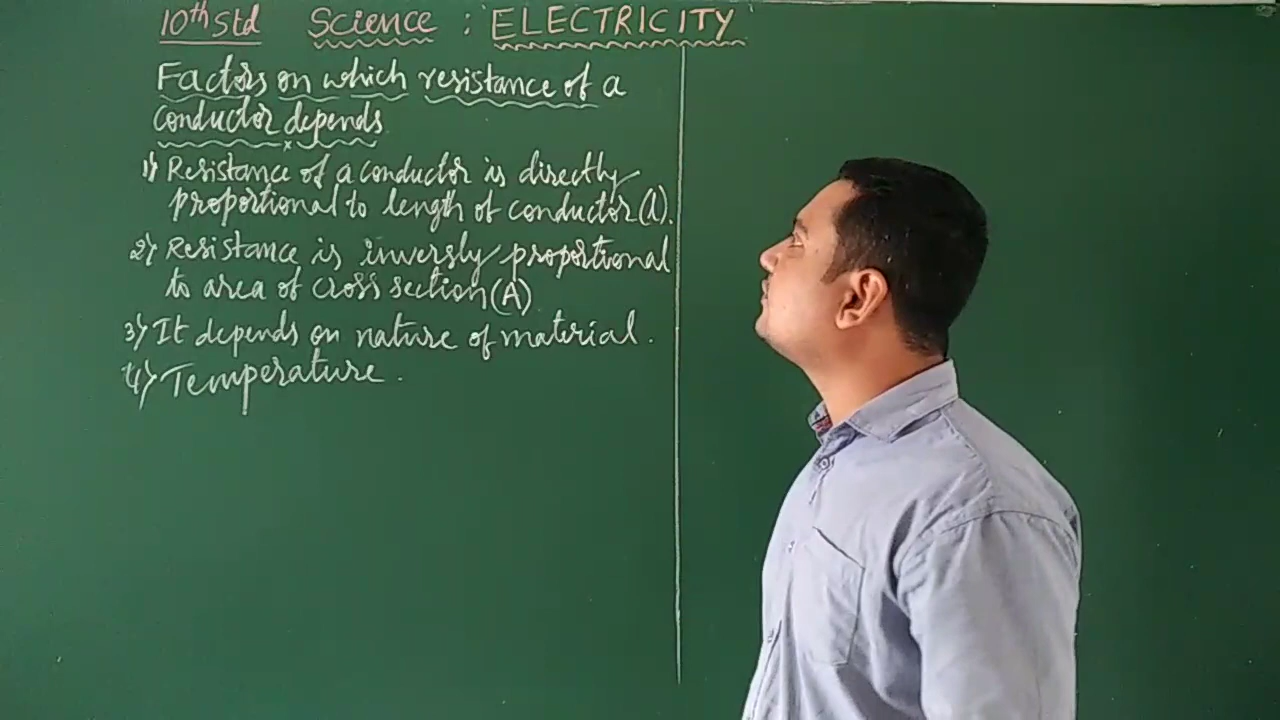 10th Std Science : ELECTRICITY
Factors on which resistance of a
conductor depends
1) Resistance of a conductor is directly
proportional to length of conductor (l).
2) Resistance is inversly proportional
to area of cross section (A)
3) It depends on nature of material.
4) Temperature.